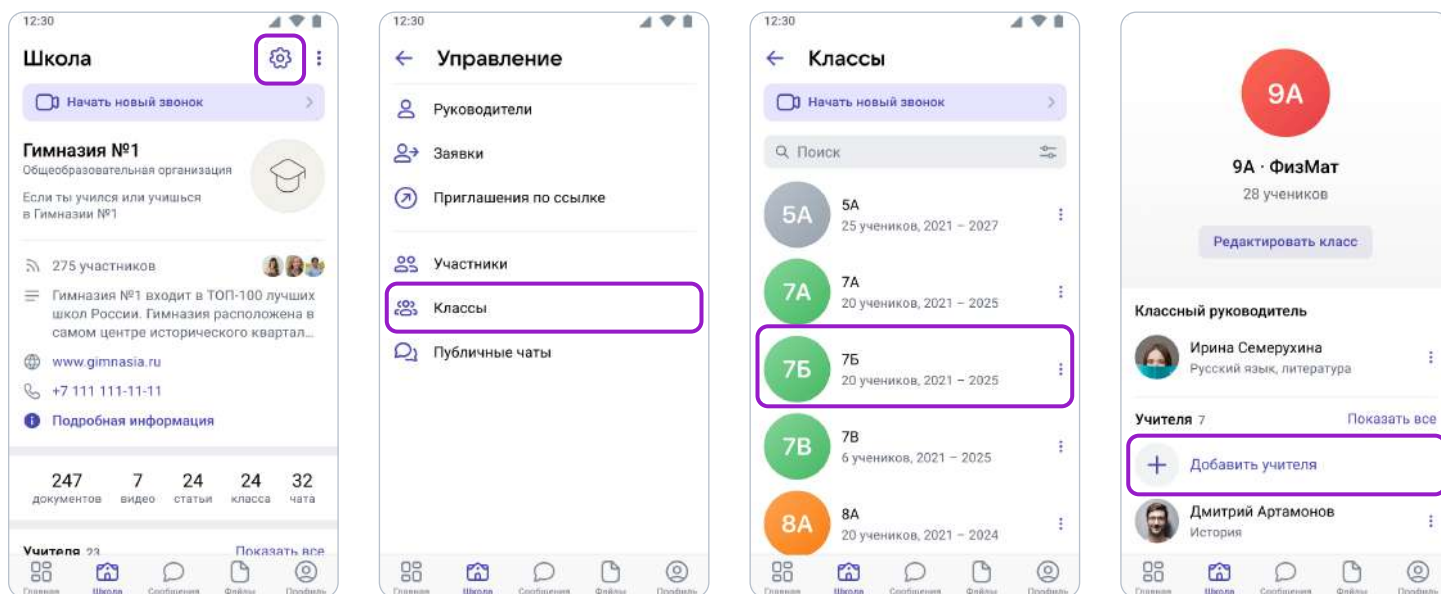 12:30
Школа
Начать новый звонок
Гимназия №1
Общеобразовательная организация
Если ты учился или учишься
в Гимназии №1
275 участников
Гимназия №1 входит в ТОП-100 лучших
школ России. Гимназия расположена в
самом центре исторического квартал...
www.gimnasia.ru
+7 111 111-11-11
Подробная информация
247 7 24 24 32
документов видео статьи класса чата
Учителя 23 Показать все
Главная Школа Сообщения Файлы Профиль
12:30
Управление
Руководители
Заявки
Приглашения по ссылке
Участники
Классы
Публичные чаты
Главная Школа Сообщения Файлы Профиль
12:30
Классы
Начать новый звонок
Поиск
5А
5А
25 учеников, 2021 – 2027
7А
7А
20 учеников, 2021 – 2025
7Б
7Б
20 учеников, 2021 – 2025
7В
7В
6 учеников, 2021 – 2025
8А
8А
20 учеников, 2021 – 2024
Главная Школа Сообщения Файлы Профиль
9А
9А · ФизМат
28 учеников
Редактировать класс
Классный руководитель
Ирина Семерухина
Русский язык, литература
Учителя 7 Показать все
Добавить учителя
Дмитрий Артамонов
История
Главная Школа Сообщения Файлы Профиль